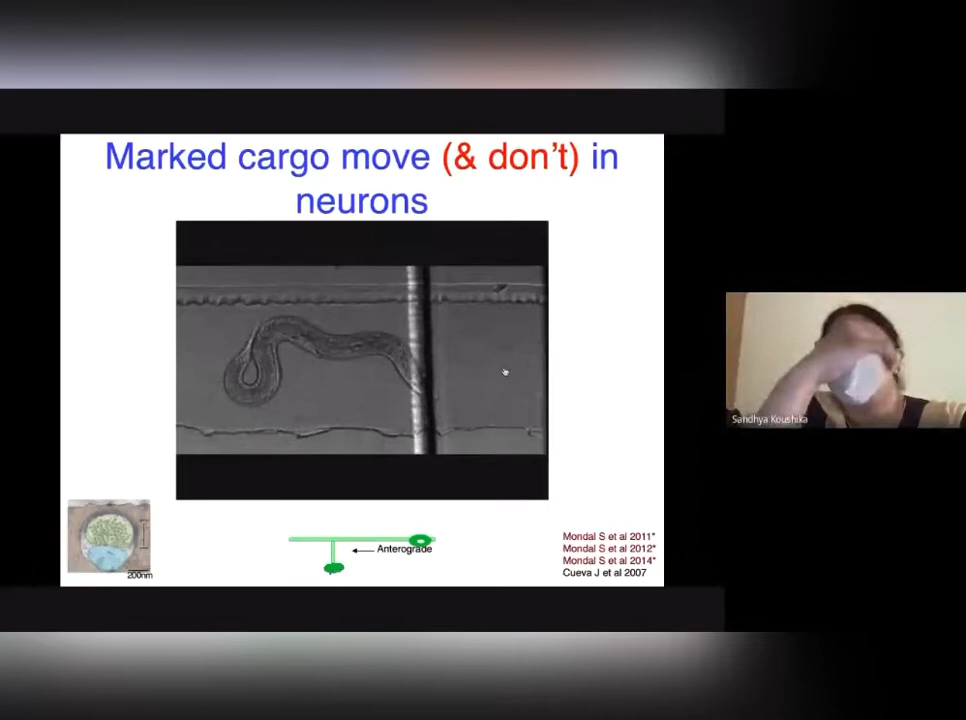 Marked cargo move (& don't) in
neurons
Sandhya Koushika
Mondal S et al 2011*
Mondal S et al 2012*
Anterograde
Mondal S et al 2014*
Cueva J et al 2007
200nm